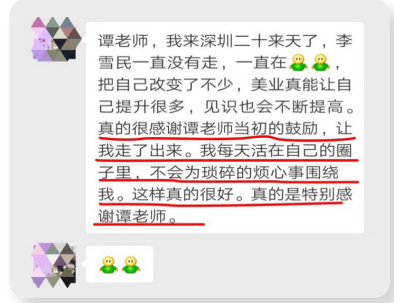 谭老师，我来深圳二十来天了，李
雪民一直没有走，一直在
把自己改变了不少，美业真能让自
己提升很多，见识也会不断提高。
真的很感谢谭老师当初的鼓励，让
我走了出来。我每天活在自己的圈
子里，不会为琐碎的烦心事围绕
我。这样真的很好。真的是特别感
谢谭老师。